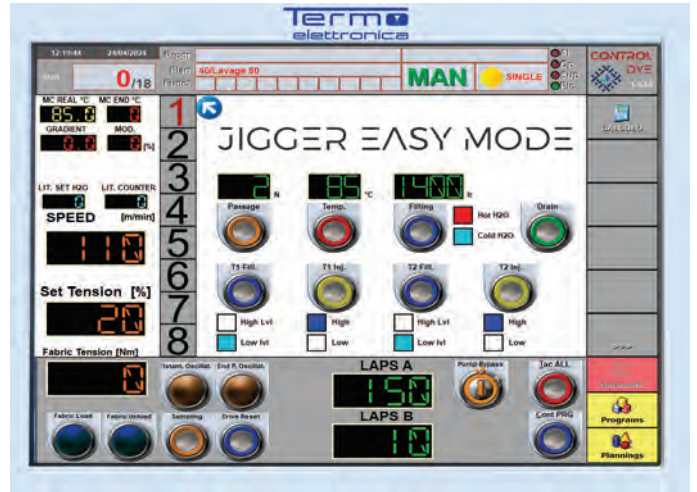 Termo
elettronica
12:19:44 24/04/2024
0/18
40/Lavage 80
MAN
SINGLE
CONTROL
DYE
MC REAL °C MC END °C
85.0 0
GRADIENT MOD.
0.0 0 [%]
LIT. SET H2O LIT. COUNTER
0 0
SPEED [m/min]
110
Set Tension [%]
20
Fabric Tension [Nm]
0
1
2
3
4
5
6
7
8
JIGGER EASY MODE
2 N 85 °C 1400 lt
Passage Temp. Filling Drain
Hot H2O
Cold H2O
T1 Fill. T1 Inj. T2 Fill. T2 Inj.
High Lvl High High Lvl High
Low lvl Low Low lvl Low
Instant. Oscillat. End P. Oscillat.
LAPS A
150
Pump Bypass
Tac ALL
Fabric Load Fabric Unload Sampling Drive Reset
LAPS B
10
Cont PRG
>>>
Programs
Plannings